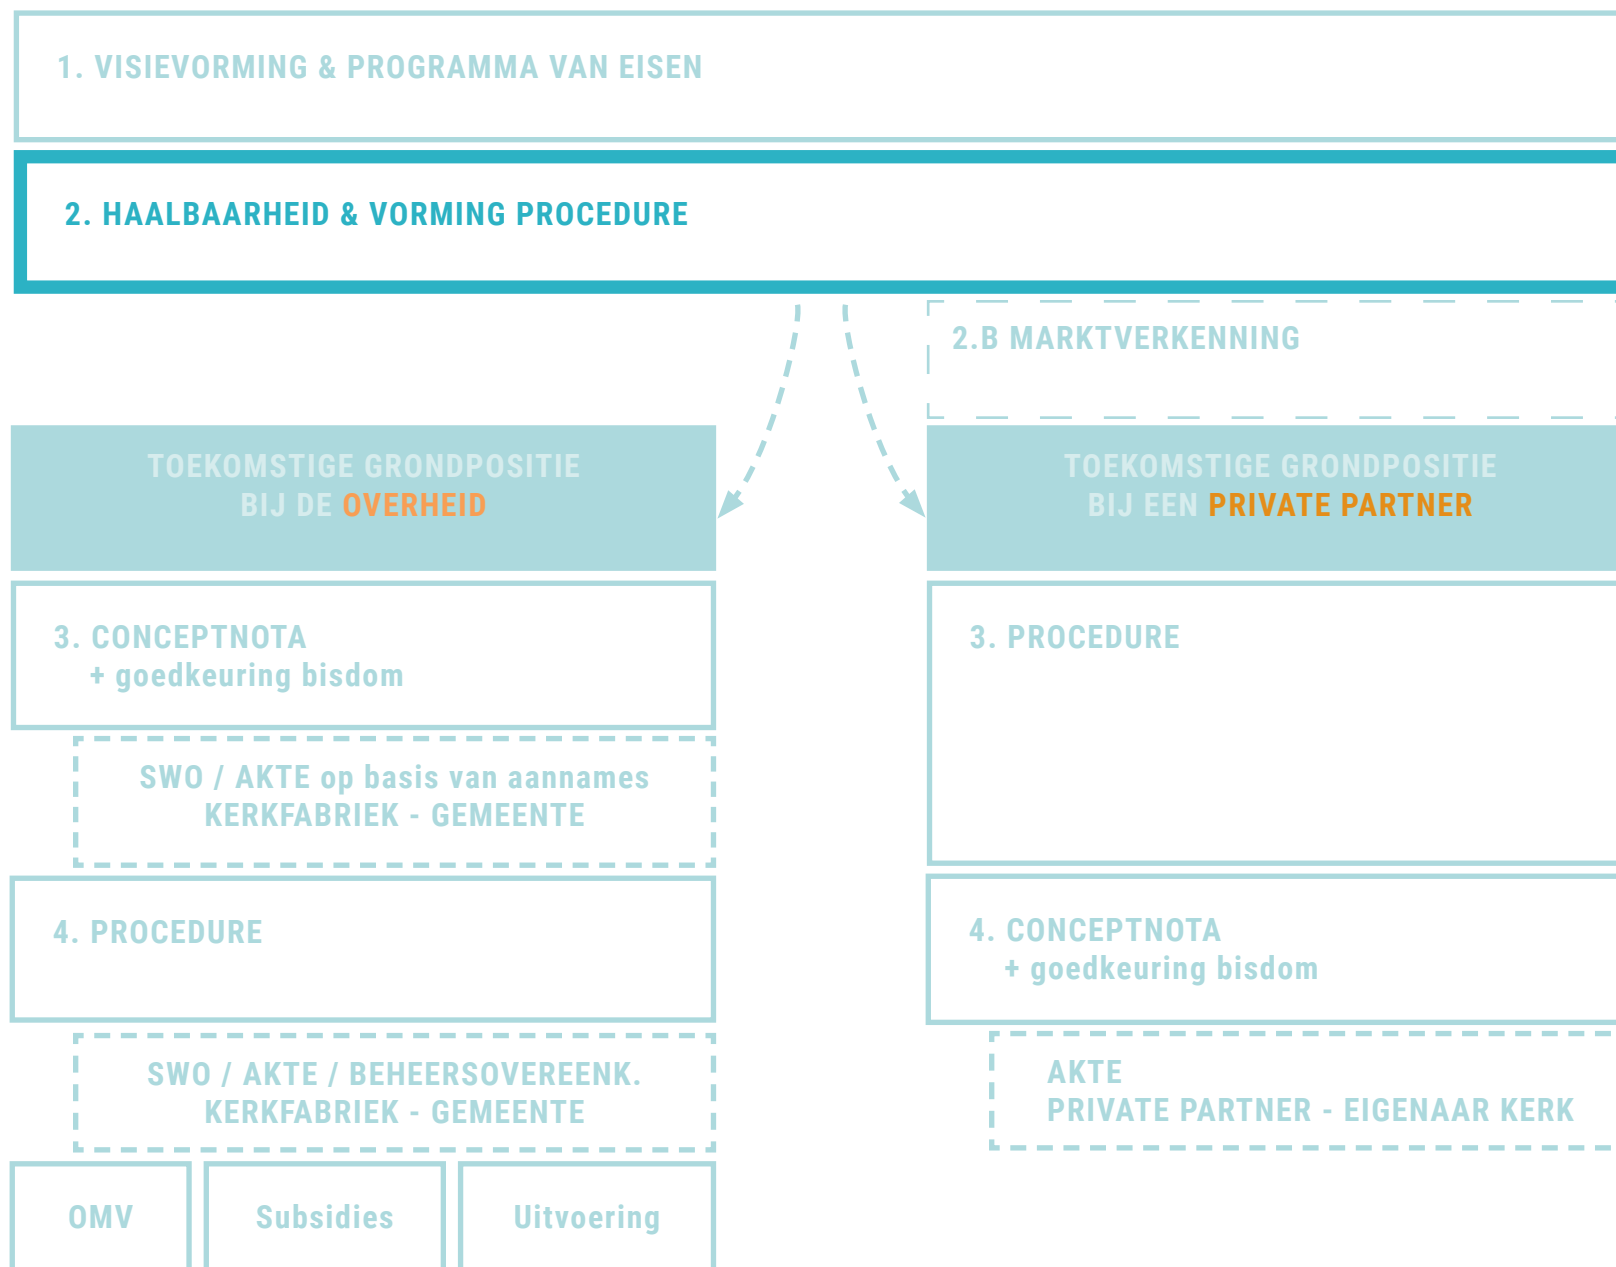 1. VISIEVORMING & PROGRAMMA VAN EISEN
2. HAALBAARHEID & VORMING PROCEDURE
2.B MARKTVERKENNING
TOEKOMSTIGE GRONDPOSITIE
BIJ DE OVERHEID
3. CONCEPTNOTA
+ goedkeuring bisdom
SWO / AKTE op basis van aannames
KERKFABRIEK - GEMEENTE
4. PROCEDURE
SWO / AKTE / BEHEERSOVEREENK.
KERKFABRIEK - GEMEENTE
OMV
Subsidies
Uitvoering
TOEKOMSTIGE GRONDPOSITIE
BIJ EEN PRIVATE PARTNER
3. PROCEDURE
4. CONCEPTNOTA
+ goedkeuring bisdom
AKTE
PRIVATE PARTNER - EIGENAAR KERK